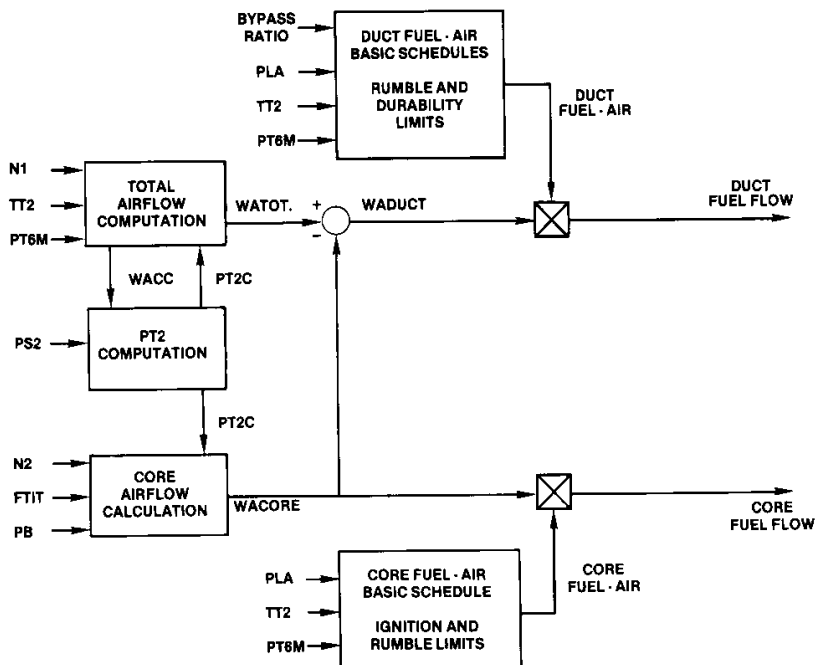 BYPASS
RATIO
PLA
TT2
PT6M
DUCT FUEL - AIR
BASIC SCHEDULES
RUMBLE AND
DURABILITY
LIMITS
DUCT
FUEL - AIR
N1
TT2
PT6M
TOTAL
AIRFLOW
COMPUTATION
WATOT.
+
−
WADUCT
DUCT
FUEL FLOW
WACC
PT2C
PS2
PT2
COMPUTATION
PT2C
N2
FTIT
PB
CORE
AIRFLOW
CALCULATION
WACORE
CORE
FUEL FLOW
PLA
TT2
PT6M
CORE FUEL - AIR
BASIC SCHEDULE
IGNITION AND
RUMBLE LIMITS
CORE
FUEL - AIR